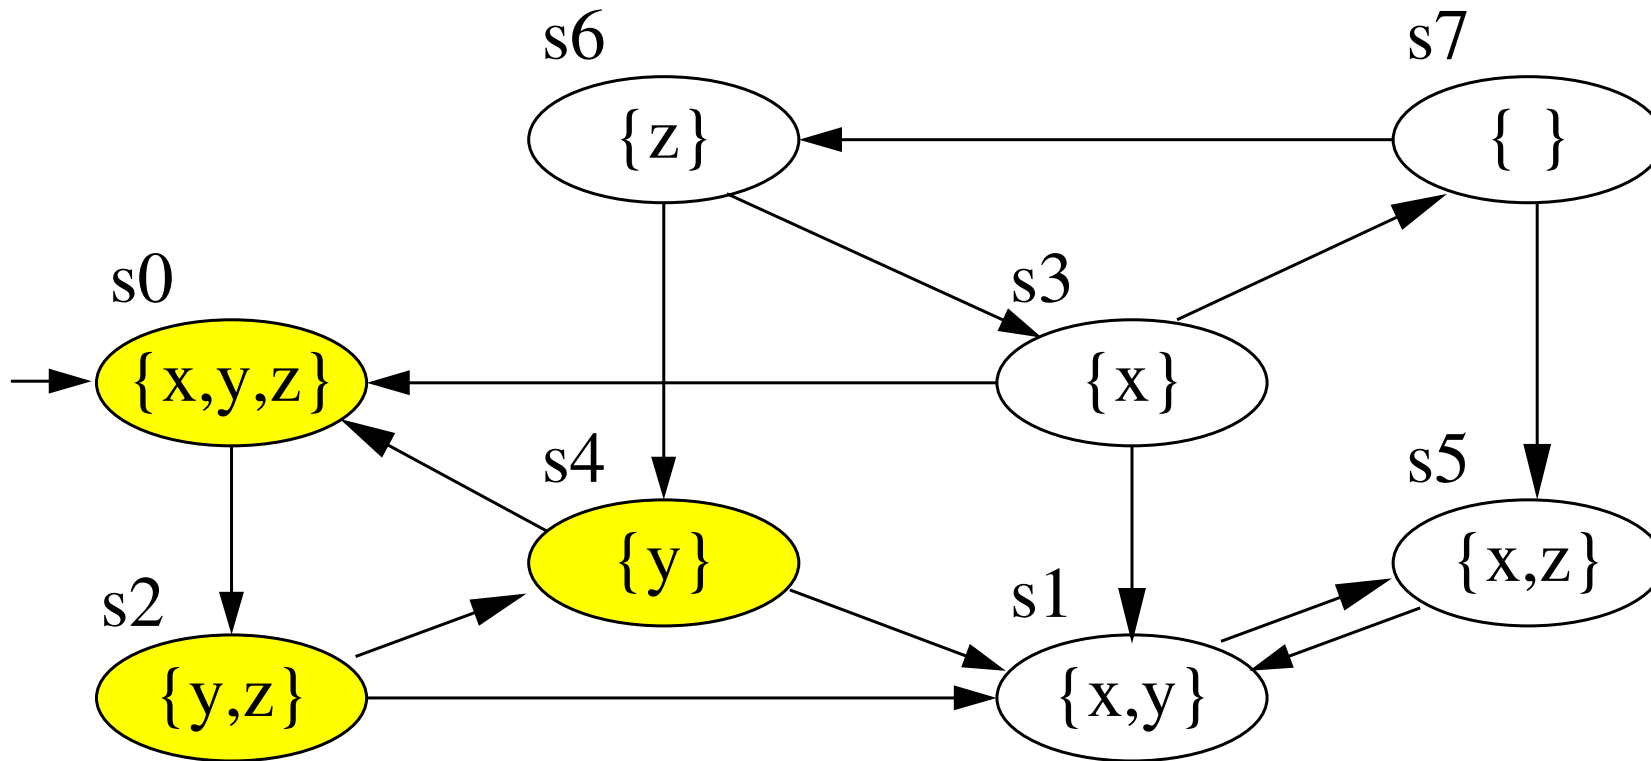 s6
s7
{z}
{ }
s0
s3
{x,y,z}
{x}
s4
s5
{y}
{x,z}
s2
s1
{y,z}
{x,y}